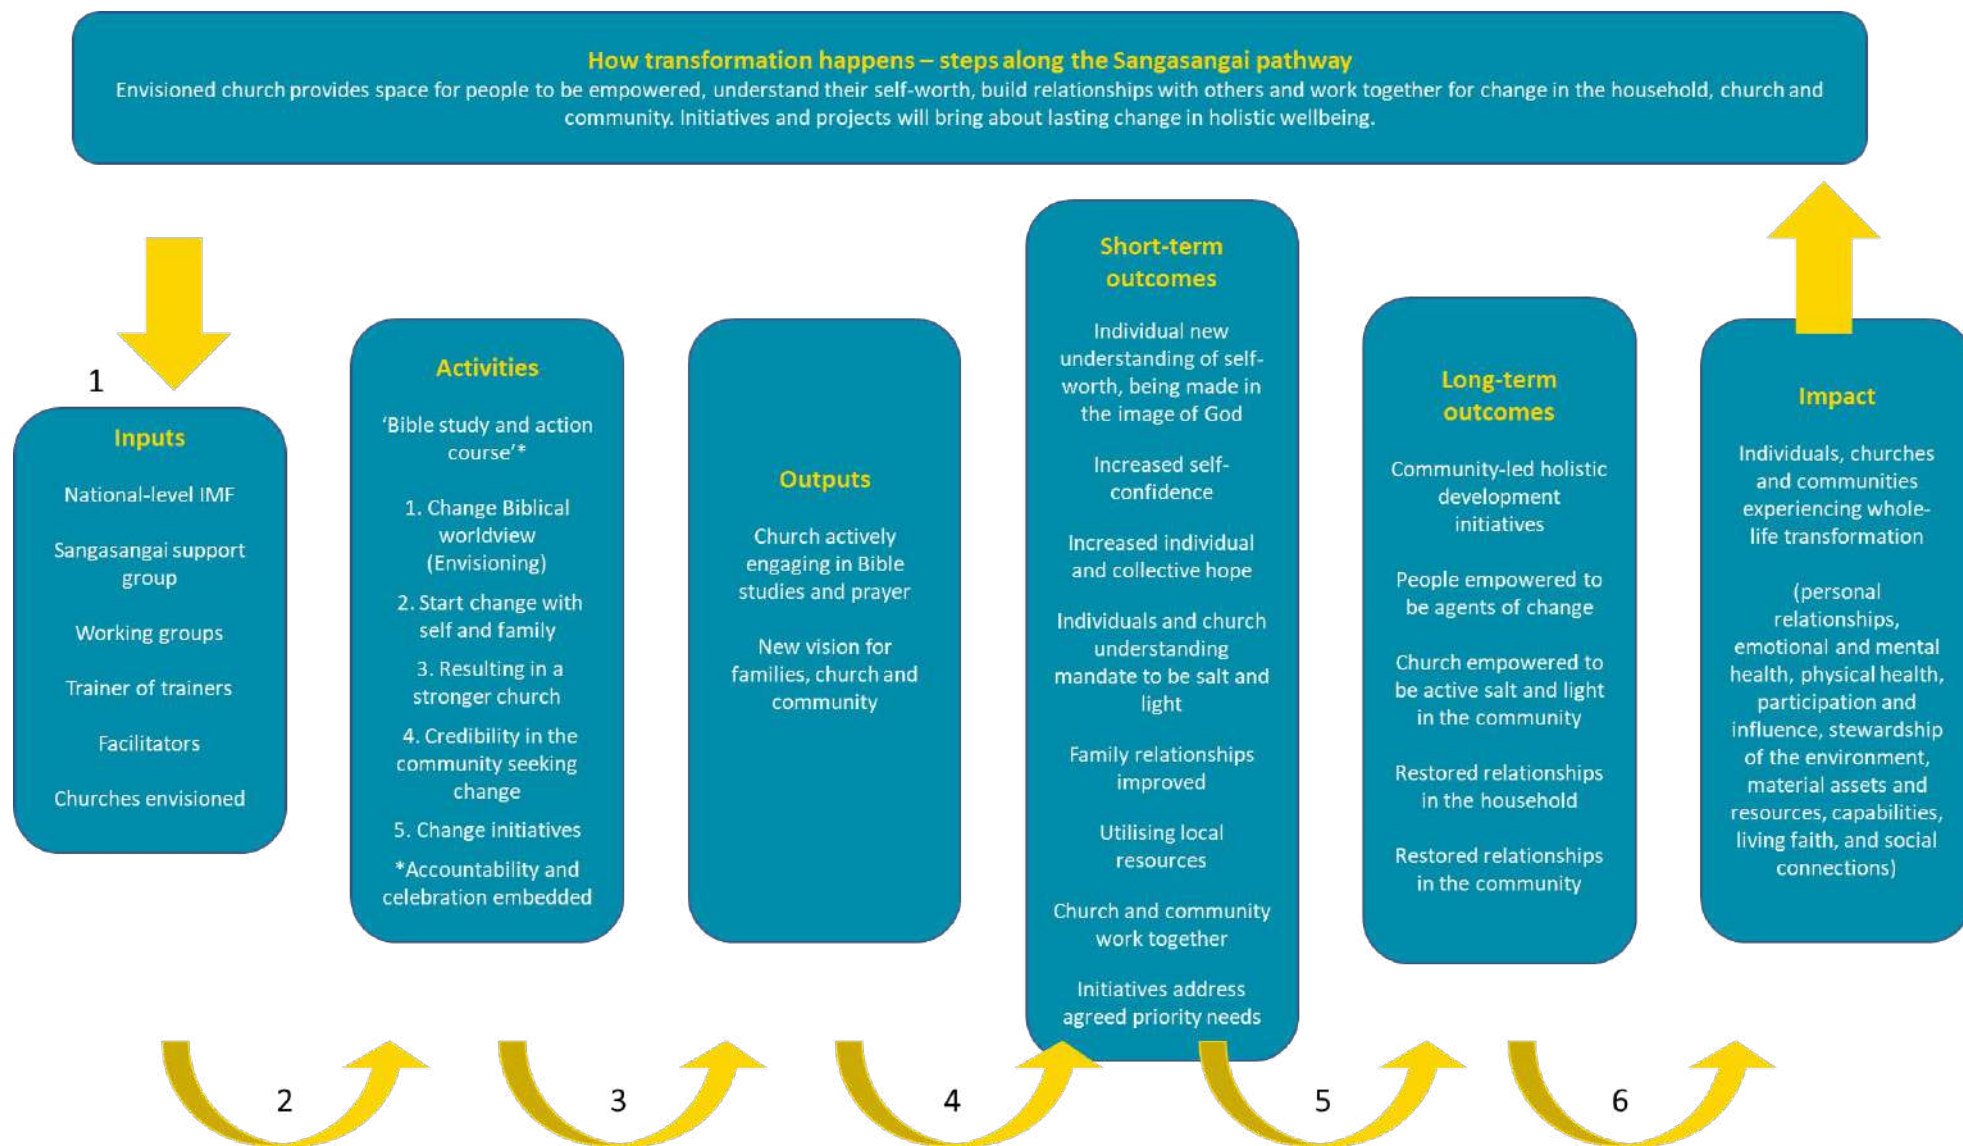 How transformation happens – steps along the Sangasangai pathway
Envisioned church provides space for people to be empowered, understand their self-worth, build relationships with others and work together for change in the household, church and
community. Initiatives and projects will bring about lasting change in holistic wellbeing.
1
Inputs
National-level IMF
Sangasangai support
group
Working groups
Trainer of trainers
Facilitators
Churches envisioned
Activities
‘Bible study and action
course’*
1. Change Biblical
worldview
(Envisioning)
2. Start change with
self and family
3. Resulting in a
stronger church
4. Credibility in the
community seeking
change
5. Change initiatives
*Accountability and
celebration embedded
Outputs
Church actively
engaging in Bible
studies and prayer
New vision for
families, church and
community
Short-term
outcomes
Individual new
understanding of self-
worth, being made in
the image of God
Increased self-
confidence
Increased individual
and collective hope
Individuals and church
understanding
mandate to be salt and
light
Family relationships
improved
Utilising local
resources
Church and community
work together
Initiatives address
agreed priority needs
Long-term
outcomes
Community-led holistic
development
initiatives
People empowered to
be agents of change
Church empowered to
be active salt and light
in the community
Restored relationships
in the household
Restored relationships
in the community
Impact
Individuals, churches
and communities
experiencing whole-
life transformation
(personal
relationships,
emotional and mental
health, physical health,
participation and
influence, stewardship
of the environment,
material assets and
resources, capabilities,
living faith, and social
connections)
2
3
4
5
6